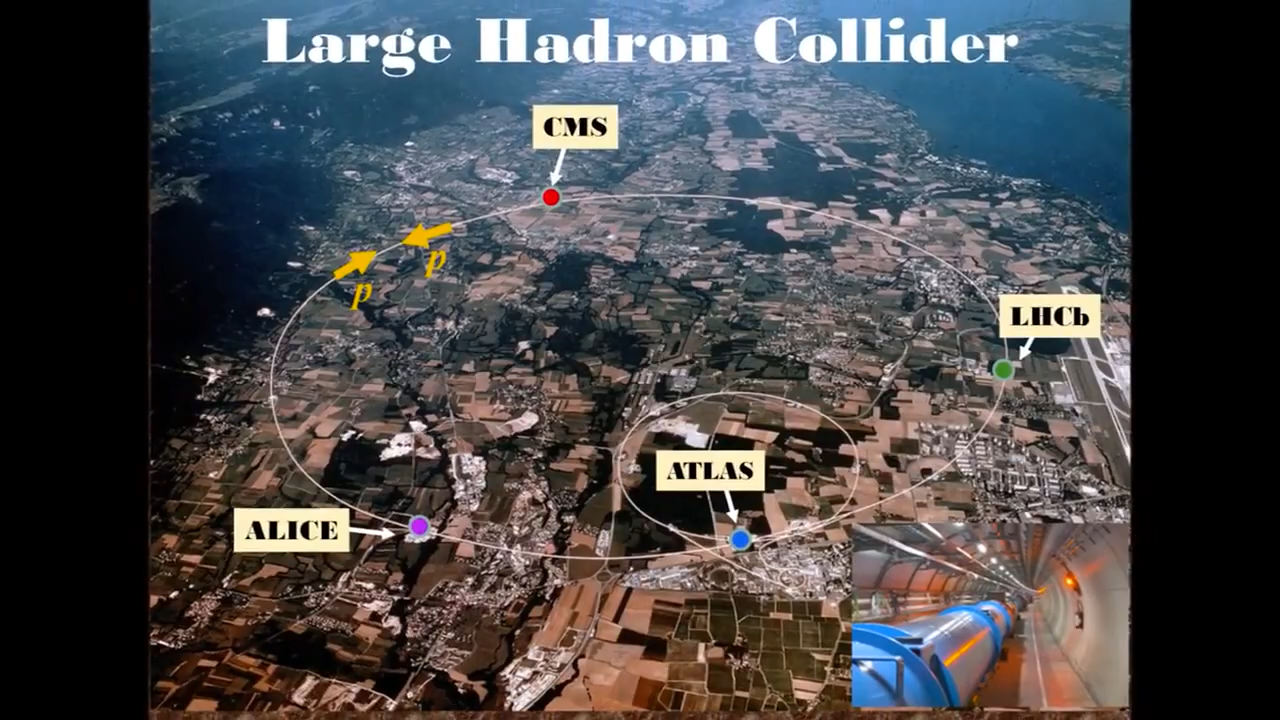 Large Hadron Collider
CMS
p
p
LHCb
ATLAS
ALICE